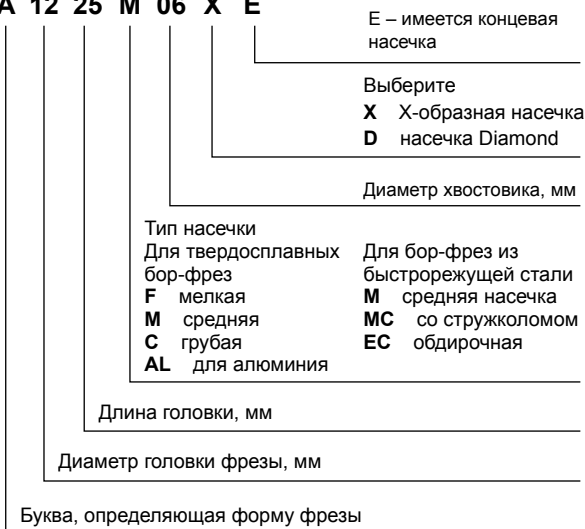 A 12 25 M 06 X E
E – имеется концевая
насечка
Выберите
X X-образная насечка
D насечка Diamond
Диаметр хвостовика, мм
Тип насечки
Для твердосплавных
бор-фрез
F мелкая
M средняя
C грубая
AL для алюминия
Для бор-фрез из
быстрорежущей стали
M средняя насечка
MC со стружколомом
EC обдирочная
Длина головки, мм
Диаметр головки фрезы, мм
Буква, определяющая форму фрезы